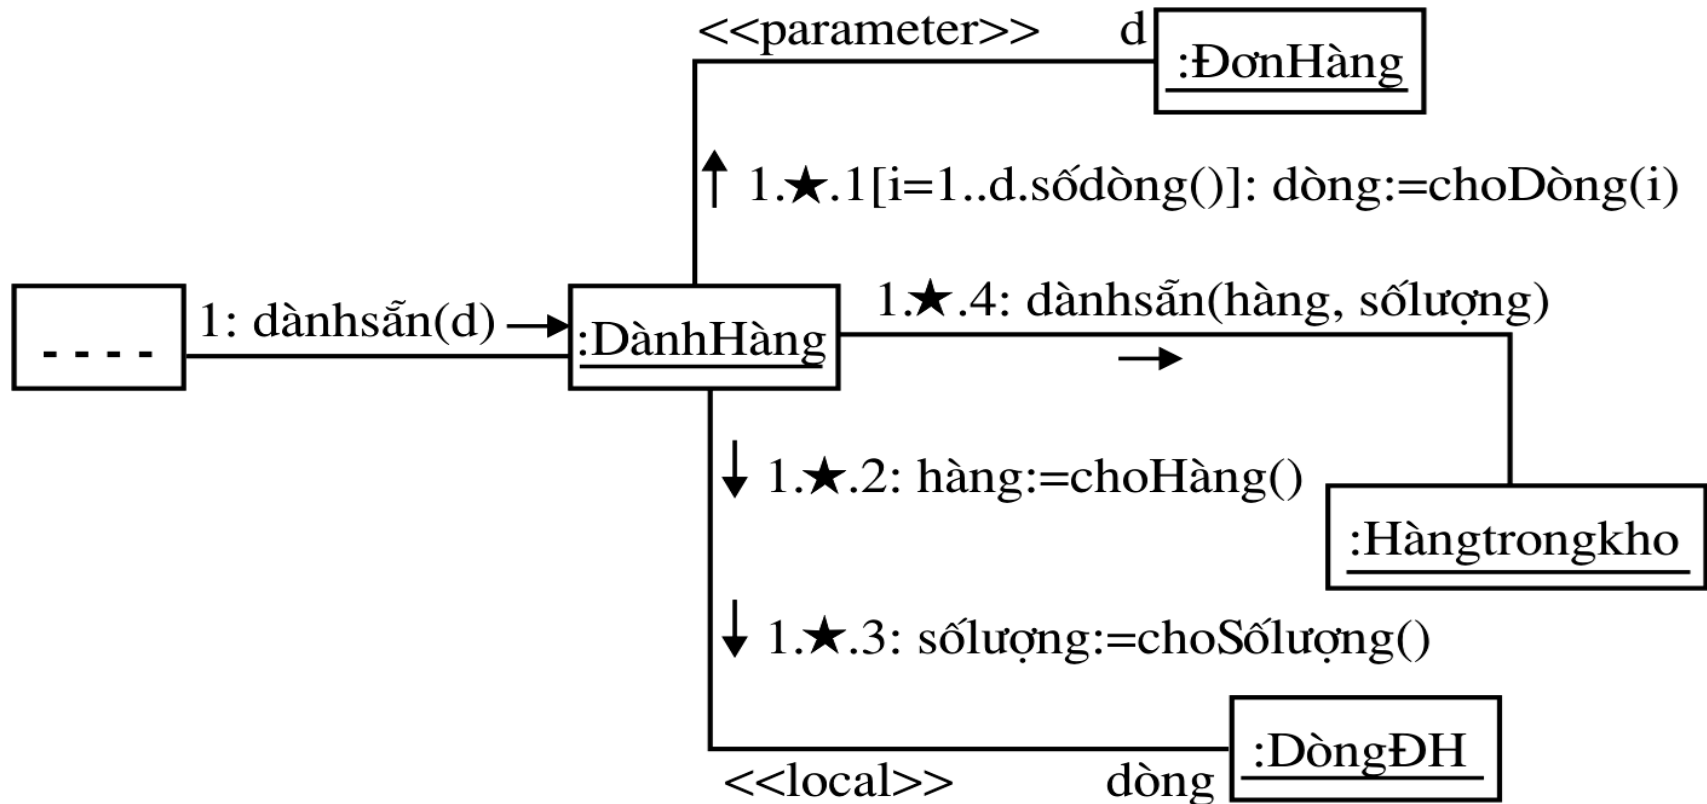 <<parameter>> d
:ĐơnHàng
1.★.1[i=1..d.sốdòng()]: dòng:=choDòng(i)
1: dànhsẵn(d)
:DànhHàng
1.★.4: dànhsẵn(hàng, sốlượng)
- - - -
1.★.2: hàng:=choHàng()
:Hàngtrongkho
1.★.3: sốlượng:=choSốlượng()
:DòngĐH
<<local>> dòng